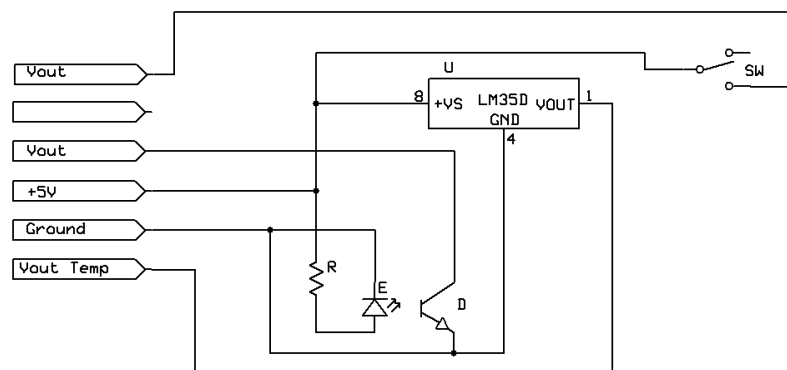 Vout
U
SW
8
+VS
LM35D
VOUT
1
GND
4
Vout
+5V
Ground
R
E
D
Vout Temp